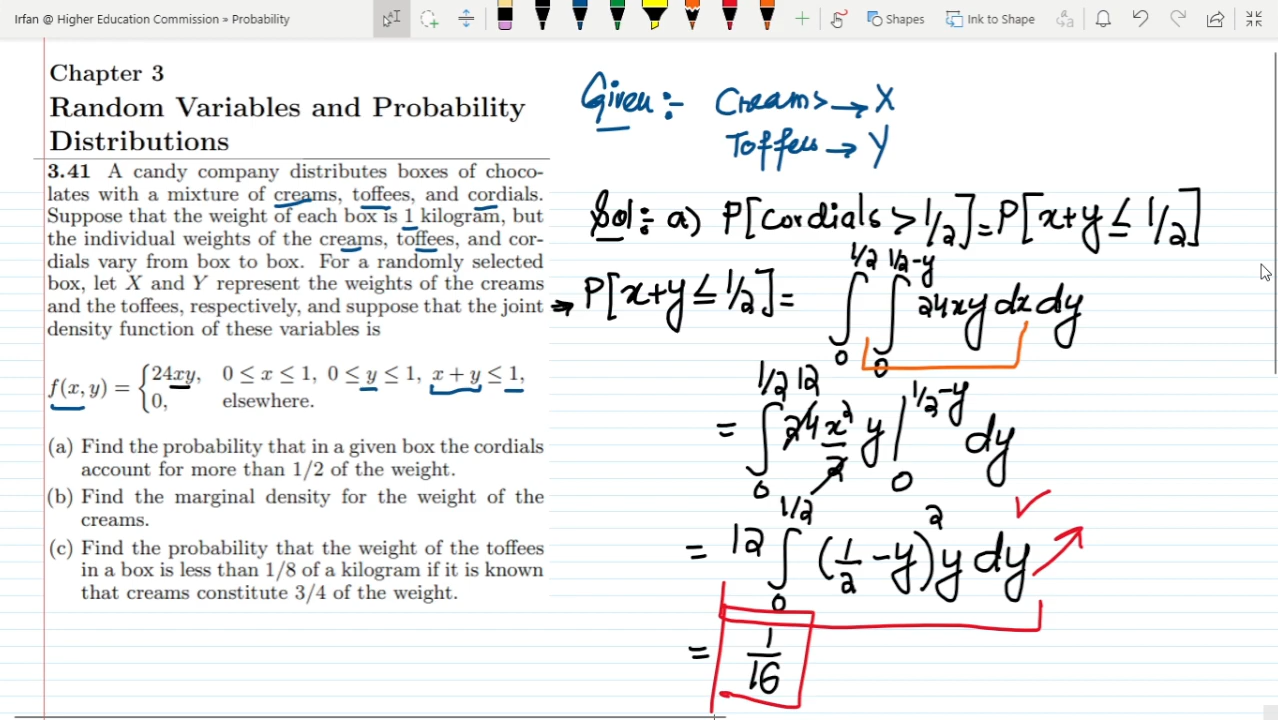 Irfan @ Higher Education Commission » Probability
Shapes
Ink to Shape
Chapter 3
Random Variables and Probability
Distributions
3.41 A candy company distributes boxes of choco-
lates with a mixture of creams, toffees, and cordials.
Suppose that the weight of each box is 1 kilogram, but
the individual weights of the creams, toffees, and cor-
dials vary from box to box. For a randomly selected
box, let X and Y represent the weights of the creams
and the toffees, respectively, and suppose that the joint
density function of these variables is
f(x, y) = { 24xy, 0 ≤ x ≤ 1, 0 ≤ y ≤ 1, x + y ≤ 1,
0, elsewhere.
(a) Find the probability that in a given box the cordials
account for more than 1/2 of the weight.
(b) Find the marginal density for the weight of the
creams.
(c) Find the probability that the weight of the toffees
in a box is less than 1/8 of a kilogram if it is known
that creams constitute 3/4 of the weight.
Given:- Creams → X
Toffees → Y
Sol:- a) P[Cordials > 1/2] = P[x+y ≤ 1/2]
→ P[x+y ≤ 1/2] = ∫₀^{1/2} ∫₀^{1/2-y} 24xy dx dy
= ∫₀^{1/2} 24 12 x²/2 y |₀^{1/2-y} dy
= 12 ∫₀^{1/2} (1/2 - y)² y dy ✓
= 1/16